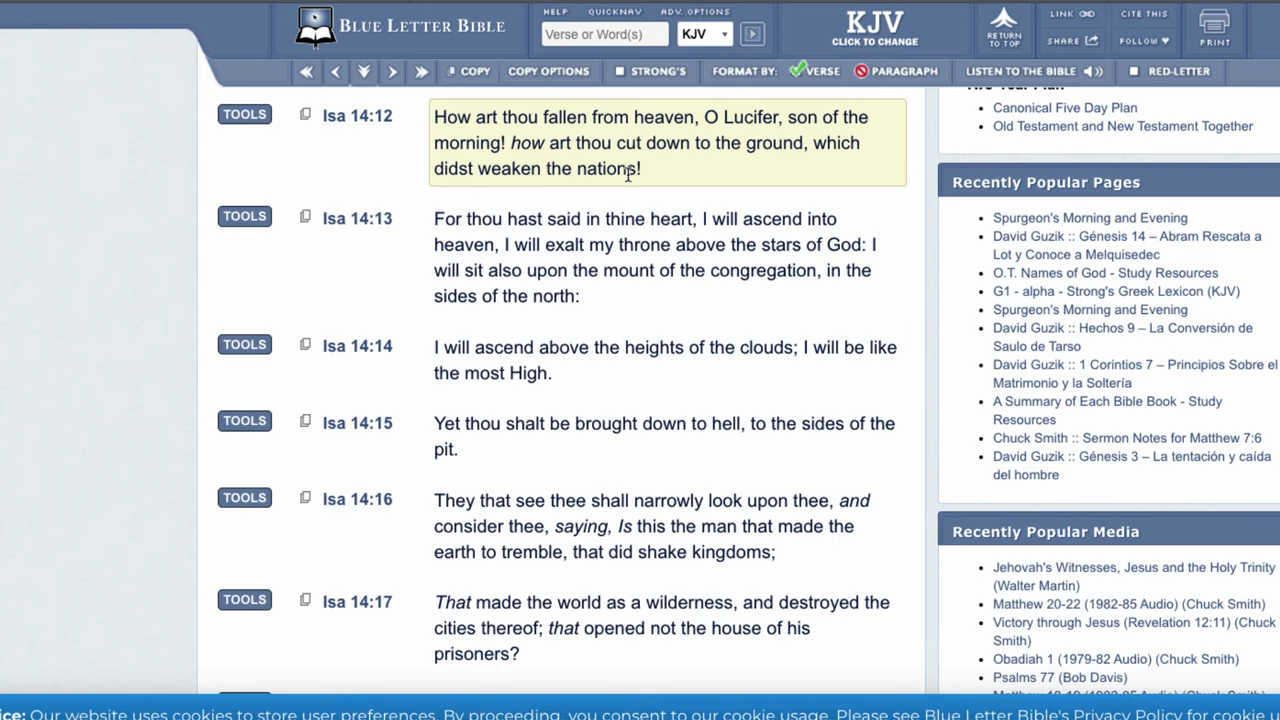 BLUE LETTER BIBLE
HELP QUICKNAV ADV. OPTIONS
Verse or Word(s) KJV
KJV
CLICK TO CHANGE
RETURN
TO TOP
LINK
CITE THIS
SHARE
FOLLOW
PRINT
COPY COPY OPTIONS STRONG'S FORMAT BY: VERSE PARAGRAPH LISTEN TO THE BIBLE RED-LETTER
TOOLS Isa 14:12 How art thou fallen from heaven, O Lucifer, son of the
morning! how art thou cut down to the ground, which
didst weaken the nations!
TOOLS Isa 14:13 For thou hast said in thine heart, I will ascend into
heaven, I will exalt my throne above the stars of God: I
will sit also upon the mount of the congregation, in the
sides of the north:
TOOLS Isa 14:14 I will ascend above the heights of the clouds; I will be like
the most High.
TOOLS Isa 14:15 Yet thou shalt be brought down to hell, to the sides of the
pit.
TOOLS Isa 14:16 They that see thee shall narrowly look upon thee, and
consider thee, saying, Is this the man that made the
earth to tremble, that did shake kingdoms;
TOOLS Isa 14:17 That made the world as a wilderness, and destroyed the
cities thereof; that opened not the house of his
prisoners?
Canonical Five Day Plan
Old Testament and New Testament Together
Recently Popular Pages
Spurgeon's Morning and Evening
David Guzik :: Génesis 14 – Abram Rescata a
Lot y Conoce a Melquisedec
O.T. Names of God - Study Resources
G1 - alpha - Strong's Greek Lexicon (KJV)
Spurgeon's Morning and Evening
David Guzik :: Hechos 9 – La Conversión de
Saulo de Tarso
David Guzik :: 1 Corintios 7 – Principios Sobre el
Matrimonio y la Soltería
A Summary of Each Bible Book - Study
Resources
Chuck Smith :: Sermon Notes for Matthew 7:6
David Guzik :: Génesis 3 – La tentación y caída
del hombre
Recently Popular Media
Jehovah's Witnesses, Jesus and the Holy Trinity
(Walter Martin)
Matthew 20-22 (1982-85 Audio) (Chuck Smith)
Victory through Jesus (Revelation 12:11) (Chuck
Smith)
Obadiah 1 (1979-82 Audio) (Chuck Smith)
Psalms 77 (Bob Davis)
ice: Our website uses cookies to store user preferences. By proceeding, you consent to our cookie usage. Please see Blue Letter Bible's Privacy Policy for cookie u